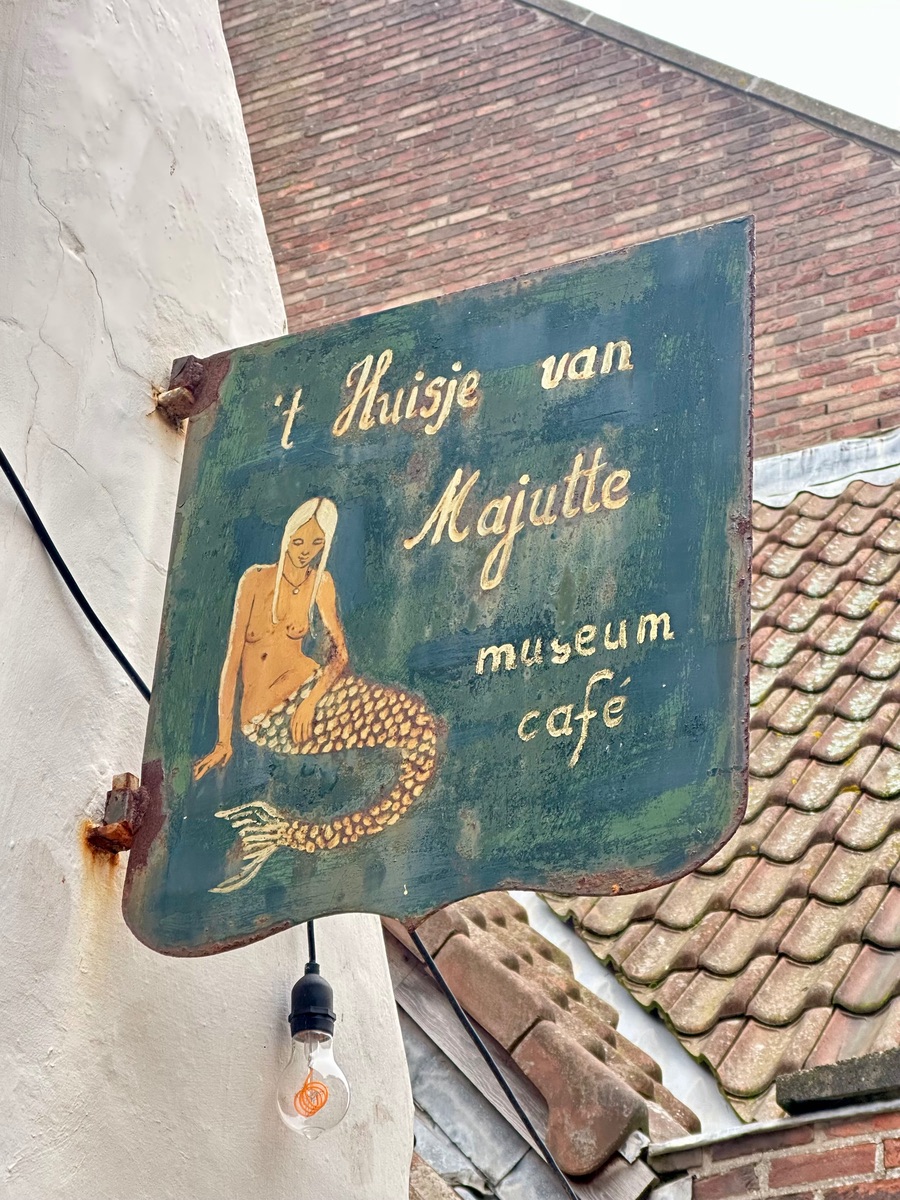 't Huisje van
Majutte
museum
café